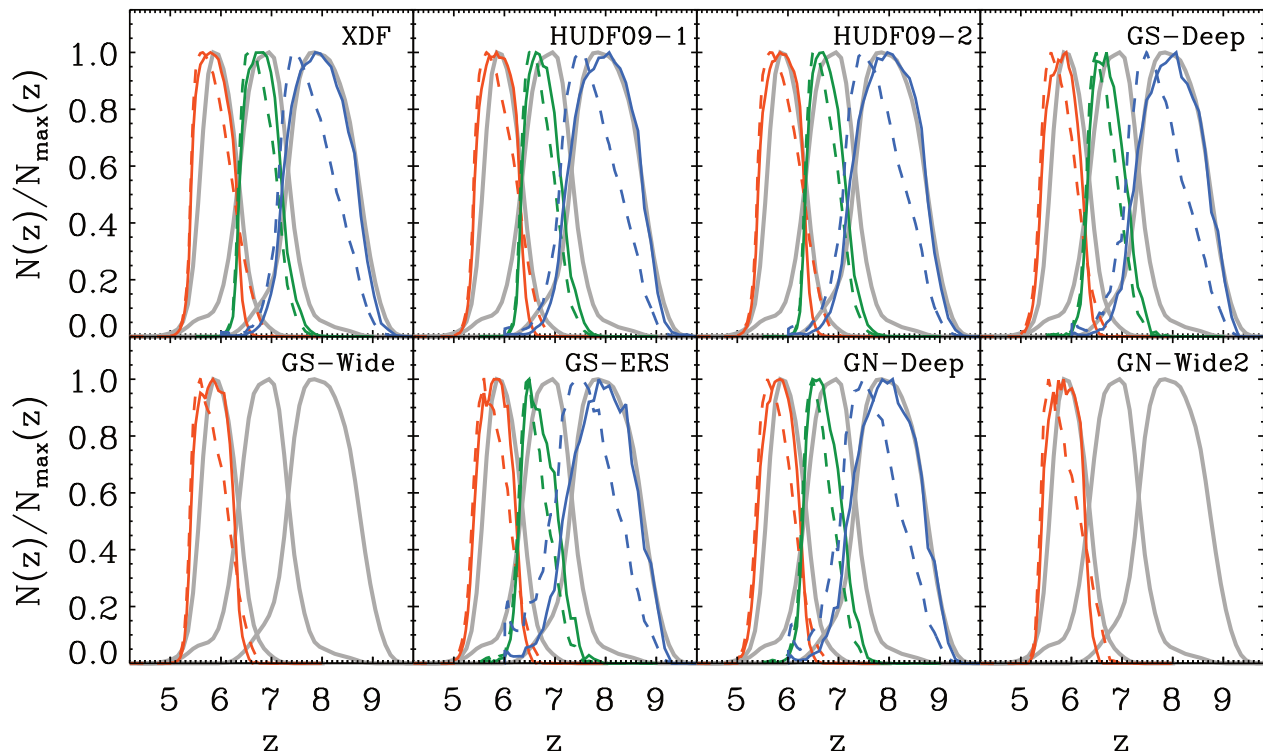 XDF
HUDF09-1
HUDF09-2
GS-Deep
N(z)/N_max(z)
1.0
0.8
0.6
0.4
0.2
0.0
GS-Wide
GS-ERS
GN-Deep
GN-Wide2
N(z)/N_max(z)
1.0
0.8
0.6
0.4
0.2
0.0
5 6 7 8 9
5 6 7 8 9
5 6 7 8 9
5 6 7 8 9
z
z
z
z